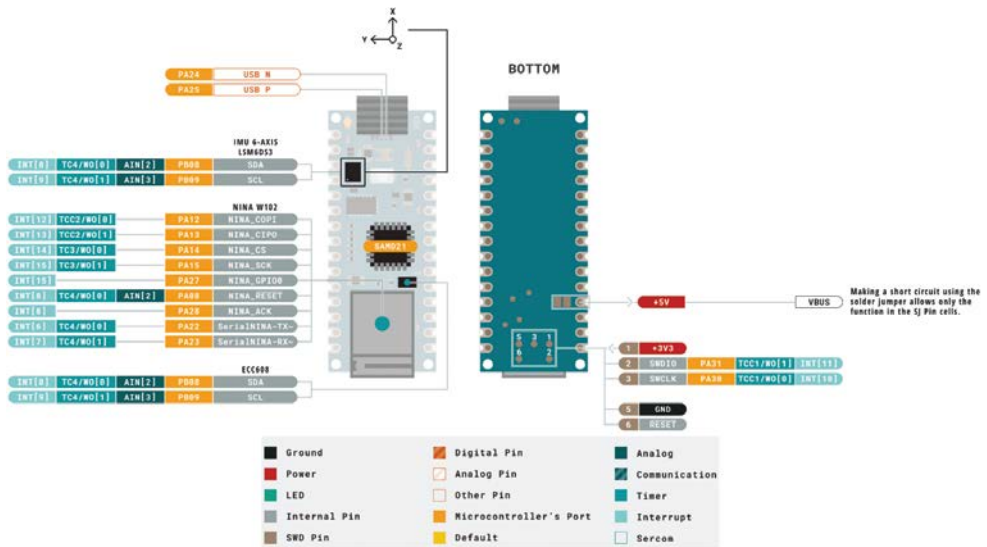 X
Y
Z
BOTTOM
PA24 USB N
PA25 USB P
IMU 6-AXIS
LSM6DS3
INT[8] TC4/WO[0] AIN[2] PB08 SDA
INT[9] TC4/WO[1] AIN[3] PB09 SCL
NINA W102
INT[12] TCC2/WO[0] PA12 NINA_COPI
INT[13] TCC2/WO[1] PA13 NINA_CIPO
INT[14] TC3/WO[0] PA14 NINA_CS
INT[15] TC3/WO[1] PA15 NINA_SCK
INT[15] PA27 NINA_GPIO0
INT[8] TC4/WO[0] AIN[2] PA08 NINA_RESET
INT[8] PA28 NINA_ACK
INT[6] TC4/WO[0] PA22 SerialNINA-TX-
INT[7] TC4/WO[1] PA23 SerialNINA-RX-
SAMD21
ECC608
INT[8] TC4/WO[0] AIN[2] PB08 SDA
INT[9] TC4/WO[1] AIN[3] PB09 SCL
5 3 1
6 2
+5V VBUS
Making a short circuit using the
solder jumper allows only the
function in the SJ Pin cells.
1 +3V3
2 SWDIO PA31 TCC1/WO[1] INT[11]
3 SWCLK PA30 TCC1/WO[0] INT[10]
5 GND
6 RESET
Ground
Power
LED
Internal Pin
SWD Pin
Digital Pin
Analog Pin
Other Pin
Microcontroller's Port
Default
Analog
Communication
Timer
Interrupt
Sercom